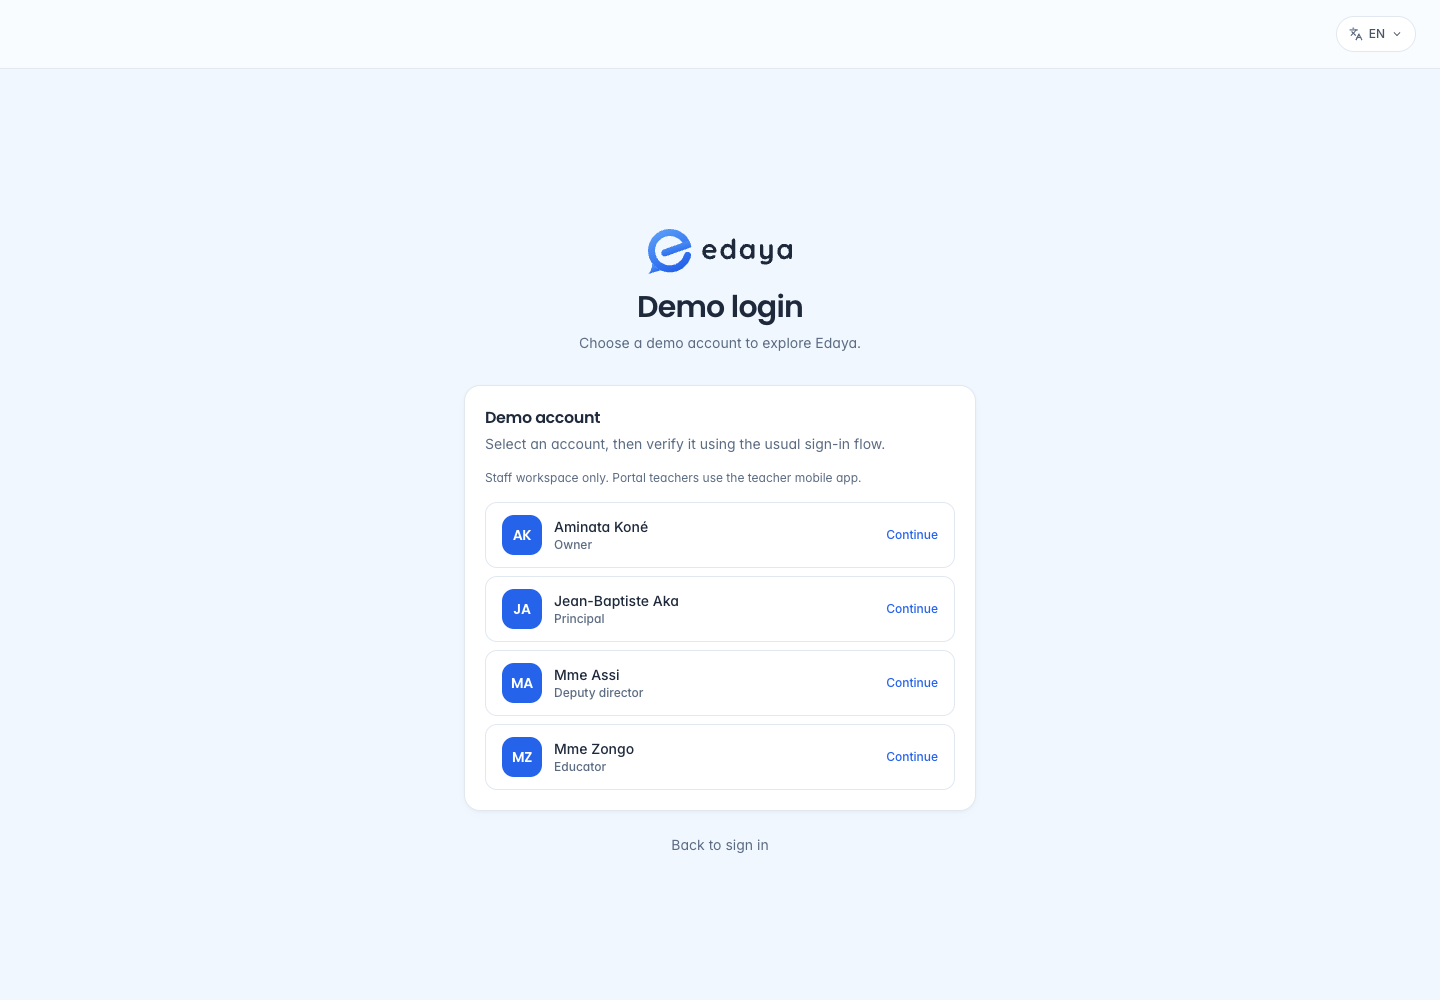 EN
edaya
Demo login
Choose a demo account to explore Edaya.
Demo account
Select an account, then verify it using the usual sign-in flow.
Staff workspace only. Portal teachers use the teacher mobile app.
AK
Aminata Koné
Owner
Continue
JA
Jean-Baptiste Aka
Principal
Continue
MA
Mme Assi
Deputy director
Continue
MZ
Mme Zongo
Educator
Continue
Back to sign in